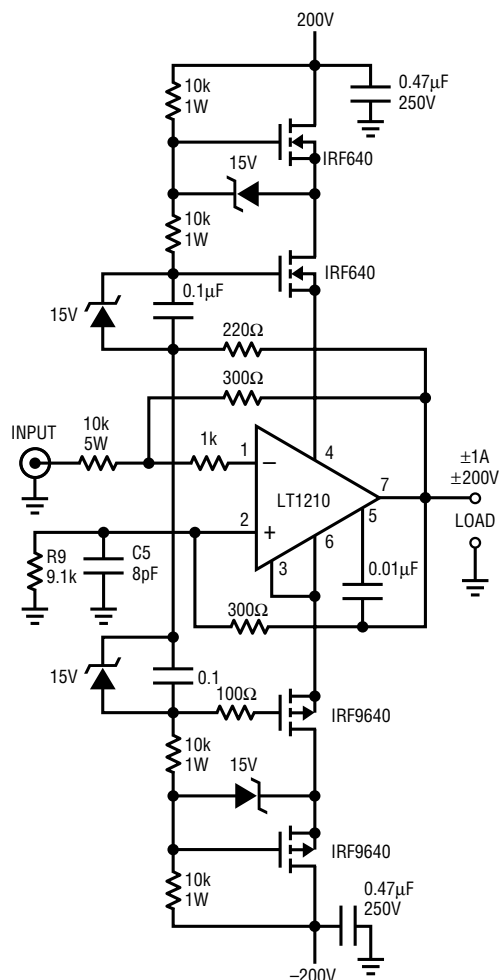 200V
10k
1W
0.47µF
250V
15V
IRF640
10k
1W
IRF640
0.1µF
15V
220Ω
300Ω
INPUT
10k
5W
1k
1
4
7
±1A
±200V
LT1210
LOAD
2
5
6
3
R9
9.1k
C5
8pF
0.01µF
300Ω
15V
0.1
100Ω
IRF9640
10k
1W
15V
IRF9640
10k
1W
0.47µF
250V
–200V